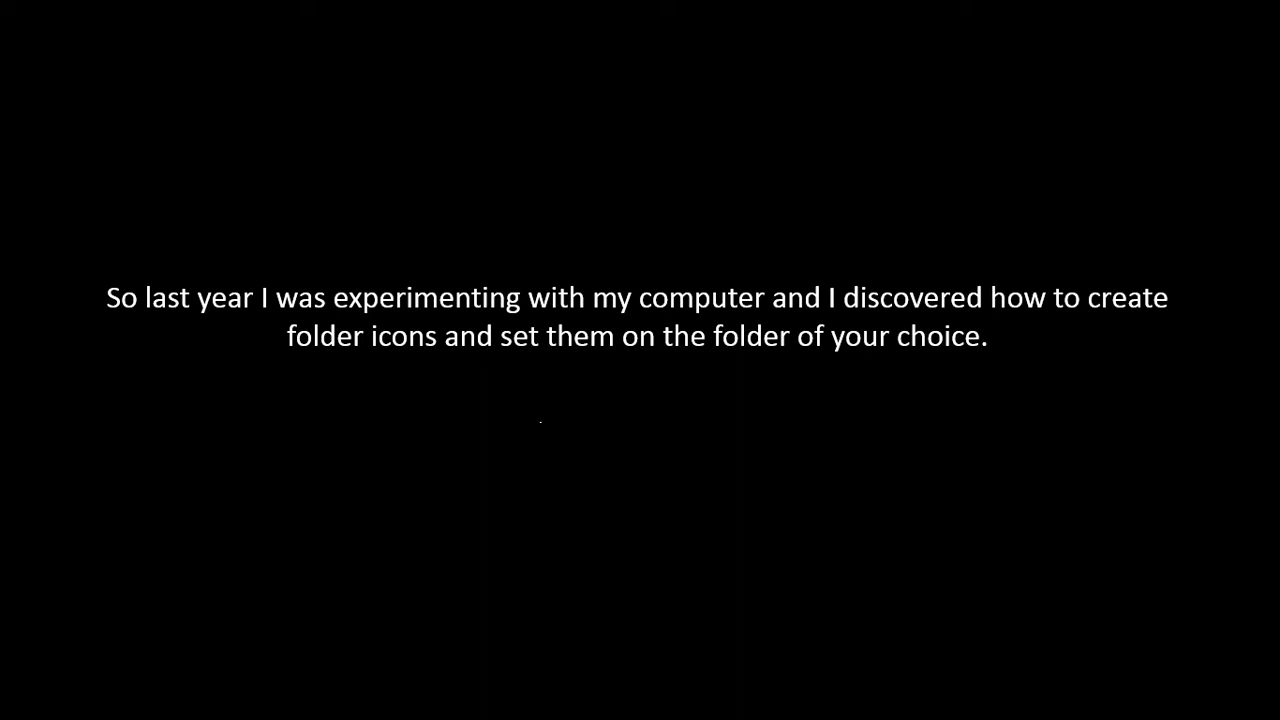 So last year I was experimenting with my computer and I discovered how to create
folder icons and set them on the folder of your choice.